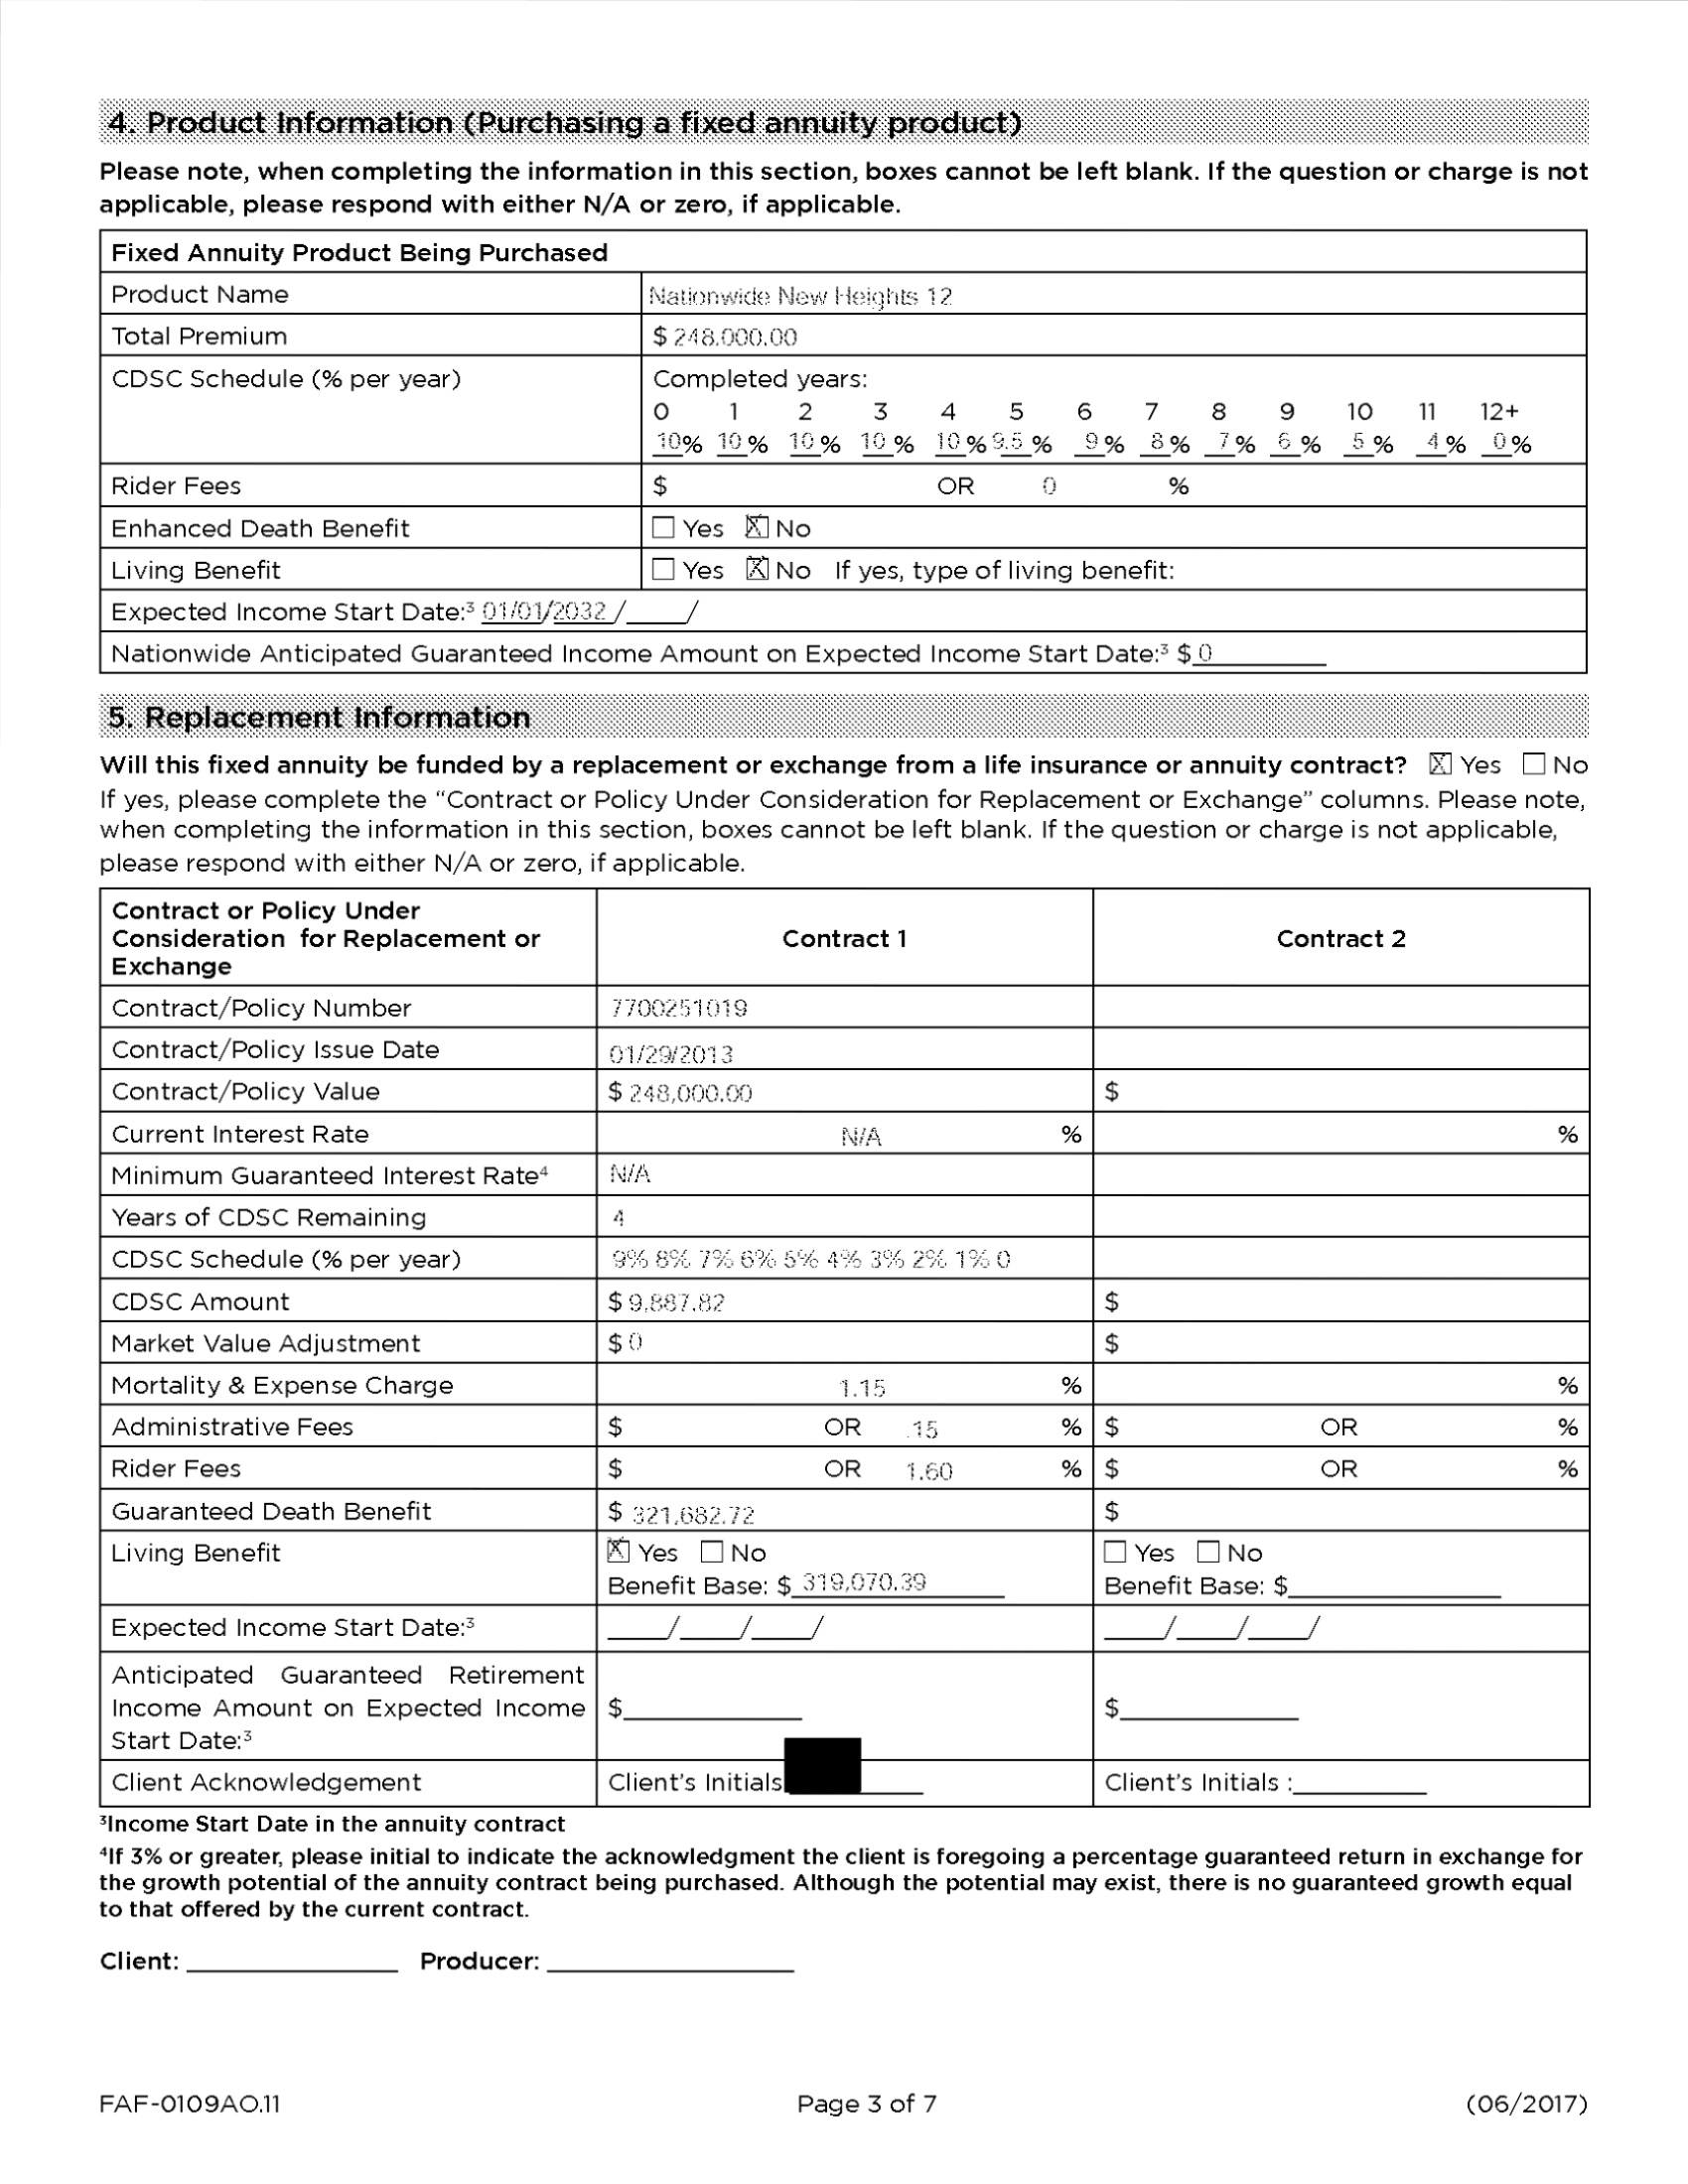 4. Product Information (Purchasing a fixed annuity product)
Please note, when completing the information in this section, boxes cannot be left blank. If the question or charge is not
applicable, please respond with either N/A or zero, if applicable.
Fixed Annuity Product Being Purchased
Product Name Nationwide New Heights 12
Total Premium $ 248,000.00
CDSC Schedule (% per year) Completed years:
0 1 2 3 4 5 6 7 8 9 10 11 12+
10% 10 % 10 % 10 % 10 % 9.5 % 9 % 8 % 7 % 6 % 5 % 4 % 0 %
Rider Fees $ OR 0 %
Enhanced Death Benefit ☐ Yes ☒ No
Living Benefit ☐ Yes ☒ No If yes, type of living benefit:
Expected Income Start Date:³ 01/01/2032 /____/
Nationwide Anticipated Guaranteed Income Amount on Expected Income Start Date:³ $ 0
5. Replacement Information
Will this fixed annuity be funded by a replacement or exchange from a life insurance or annuity contract? ☒ Yes ☐ No
If yes, please complete the “Contract or Policy Under Consideration for Replacement or Exchange” columns. Please note,
when completing the information in this section, boxes cannot be left blank. If the question or charge is not applicable,
please respond with either N/A or zero, if applicable.
Contract or Policy Under
Consideration for Replacement or
Exchange
Contract 1 Contract 2
Contract/Policy Number 7700251019
Contract/Policy Issue Date 01/29/2013
Contract/Policy Value $ 248,000.00 $
Current Interest Rate N/A % %
Minimum Guaranteed Interest Rate⁴ N/A
Years of CDSC Remaining 4
CDSC Schedule (% per year) 9% 8% 7% 6% 5% 4% 3% 2% 1% 0
CDSC Amount $ 9,887.82 $
Market Value Adjustment $ 0 $
Mortality & Expense Charge 1.15 % %
Administrative Fees $ OR .15 % $ OR %
Rider Fees $ OR 1.60 % $ OR %
Guaranteed Death Benefit $ 321,682.72 $
Living Benefit ☒ Yes ☐ No ☐ Yes ☐ No
Benefit Base: $ 319,070.39 Benefit Base: $
Expected Income Start Date:³ ____/____/____/ ____/____/____/
Anticipated Guaranteed Retirement
Income Amount on Expected Income $ $
Start Date:³
Client Acknowledgement Client's Initials Client's Initials :
³Income Start Date in the annuity contract
⁴If 3% or greater, please initial to indicate the acknowledgment the client is foregoing a percentage guaranteed return in exchange for
the growth potential of the annuity contract being purchased. Although the potential may exist, there is no guaranteed growth equal
to that offered by the current contract.
Client: Producer:
FAF-0109AO.11 Page 3 of 7 (06/2017)